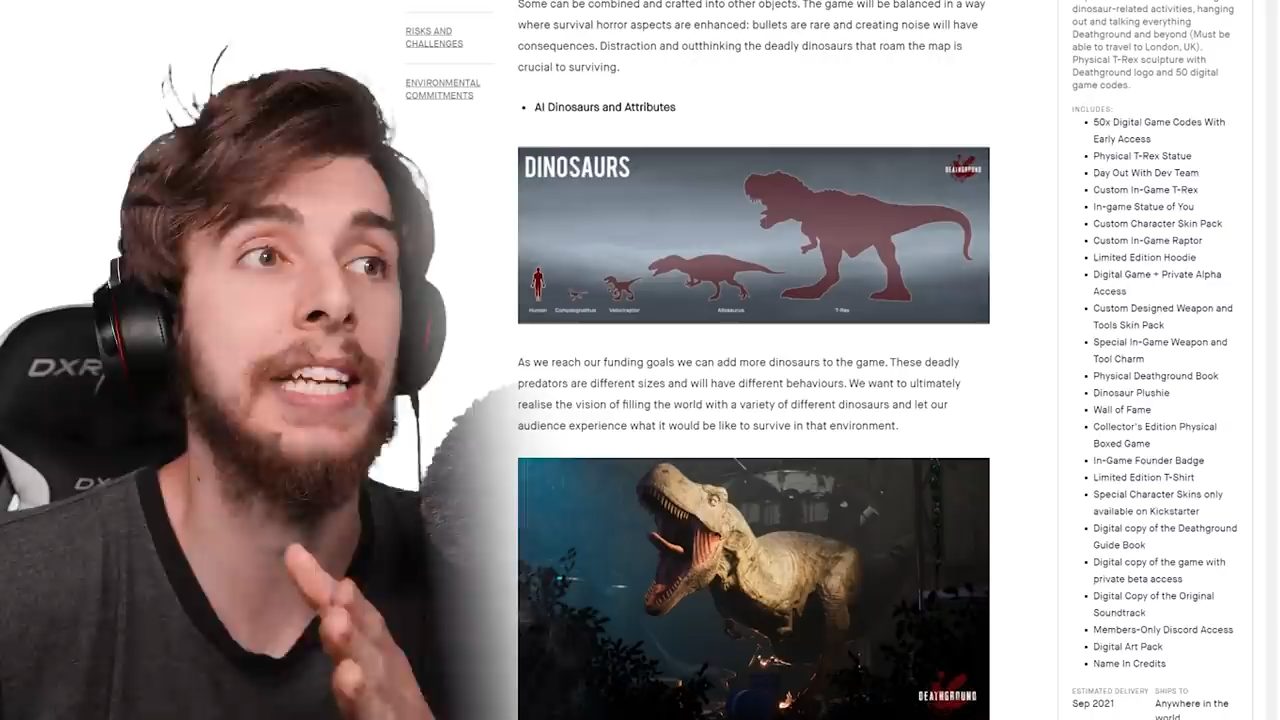 RISKS AND
CHALLENGES
ENVIRONMENTAL
COMMITMENTS
DXR
DX
Some can be combined and crafted into other objects. The game will be balanced in a way
where survival horror aspects are enhanced: bullets are rare and creating noise will have
consequences. Distraction and outthinking the deadly dinosaurs that roam the map is
crucial to surviving.
• AI Dinosaurs and Attributes
DINOSAURS
DEATHGROUND
Human Compsognathus Velociraptor Allosaurus T-Rex
As we reach our funding goals we can add more dinosaurs to the game. These deadly
predators are different sizes and will have different behaviours. We want to ultimately
realise the vision of filling the world with a variety of different dinosaurs and let our
audience experience what it would be like to survive in that environment.
DEATHGROUND
dinosaur-related activities, hanging
out and talking everything
Deathground and beyond (Must be
able to travel to London, UK).
Physical T-Rex sculpture with
Deathground logo and 50 digital
game codes.
INCLUDES:
• 50x Digital Game Codes With
Early Access
• Physical T-Rex Statue
• Day Out With Dev Team
• Custom In-Game T-Rex
• In-game Statue of You
• Custom Character Skin Pack
• Custom In-Game Raptor
• Limited Edition Hoodie
• Digital Game + Private Alpha
Access
• Custom Designed Weapon and
Tools Skin Pack
• Special In-Game Weapon and
Tool Charm
• Physical Deathground Book
• Dinosaur Plushie
• Wall of Fame
• Collector's Edition Physical
Boxed Game
• In-Game Founder Badge
• Limited Edition T-Shirt
• Special Character Skins only
available on Kickstarter
• Digital copy of the Deathground
Guide Book
• Digital copy of the game with
private beta access
• Digital Copy of the Original
Soundtrack
• Members-Only Discord Access
• Digital Art Pack
• Name In Credits
ESTIMATED DELIVERY SHIPS TO
Sep 2021 Anywhere in the
world